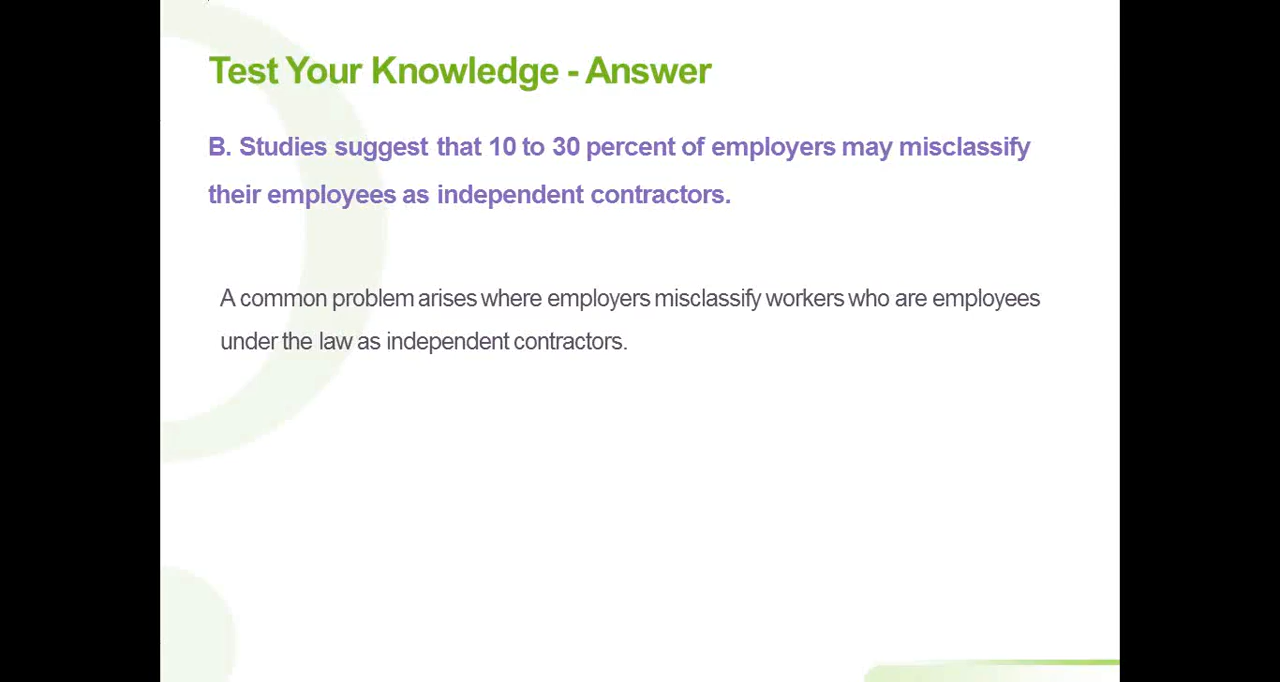 Test Your Knowledge - Answer
B. Studies suggest that 10 to 30 percent of employers may misclassify
their employees as independent contractors.
A common problem arises where employers misclassify workers who are employees
under the law as independent contractors.